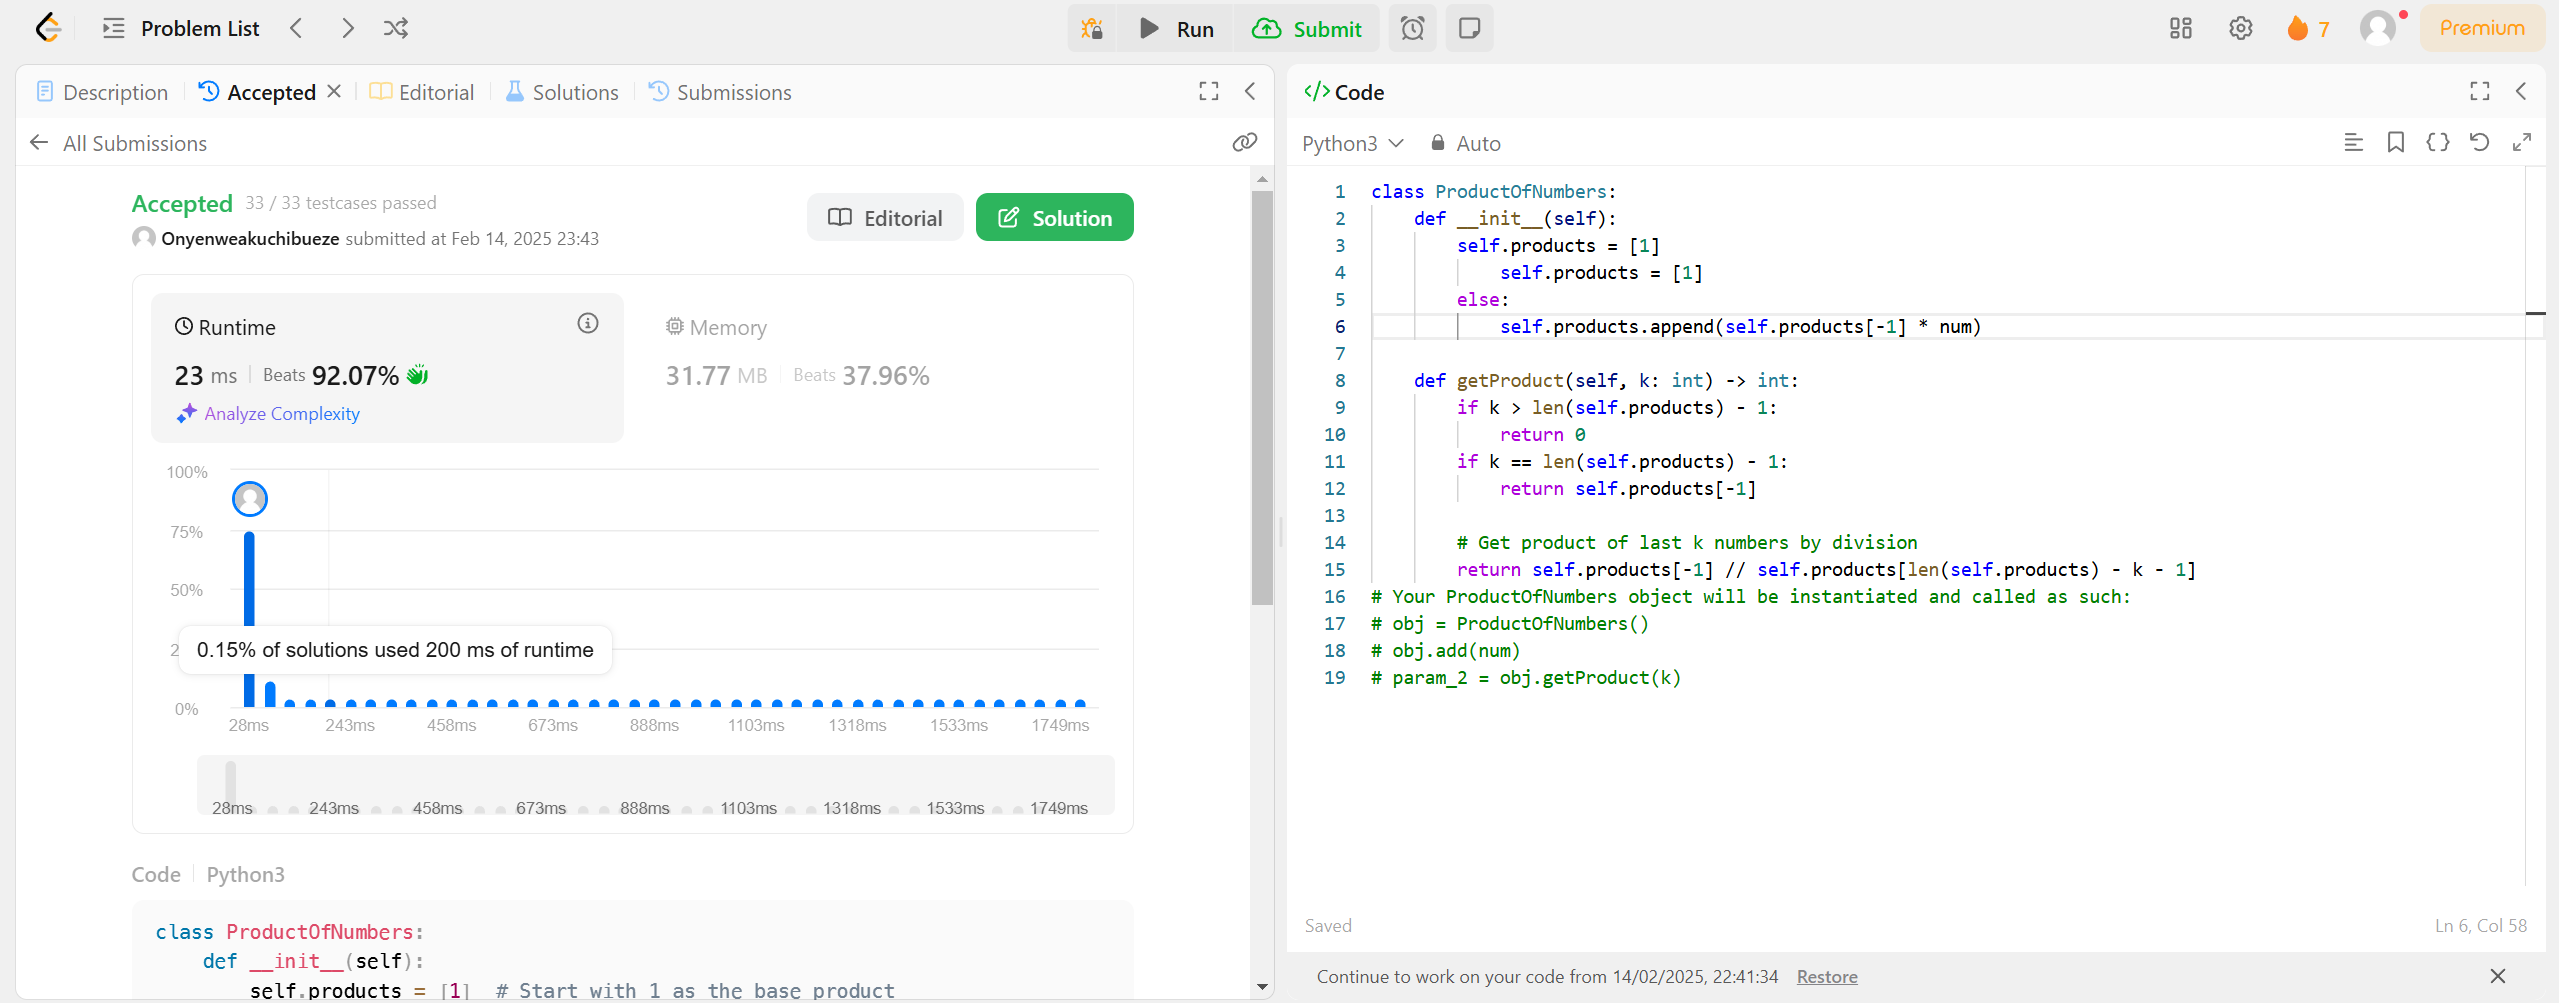 Problem List
Run
Submit
7
Premium
Description
Accepted
Editorial
Solutions
Submissions
All Submissions
Accepted 33 / 33 testcases passed
Onyenweakuchibueze submitted at Feb 14, 2025 23:43
Editorial
Solution
Runtime
23 ms Beats 92.07%
Analyze Complexity
Memory
31.77 MB Beats 37.96%
100%
75%
50%
2
0%
0.15% of solutions used 200 ms of runtime
28ms 243ms 458ms 673ms 888ms 1103ms 1318ms 1533ms 1749ms
28ms 243ms 458ms 673ms 888ms 1103ms 1318ms 1533ms 1749ms
Code Python3
class ProductOfNumbers:
    def __init__(self):
        self.products = [1]  # Start with 1 as the base product
</> Code
Python3
Auto
1 class ProductOfNumbers:
2     def __init__(self):
3         self.products = [1]
4             self.products = [1]
5         else:
6             self.products.append(self.products[-1] * num)
7
8     def getProduct(self, k: int) -> int:
9         if k > len(self.products) - 1:
10             return 0
11         if k == len(self.products) - 1:
12             return self.products[-1]
13
14         # Get product of last k numbers by division
15         return self.products[-1] // self.products[len(self.products) - k - 1]
16 # Your ProductOfNumbers object will be instantiated and called as such:
17 # obj = ProductOfNumbers()
18 # obj.add(num)
19 # param_2 = obj.getProduct(k)
Saved
Ln 6, Col 58
Continue to work on your code from 14/02/2025, 22:41:34 Restore